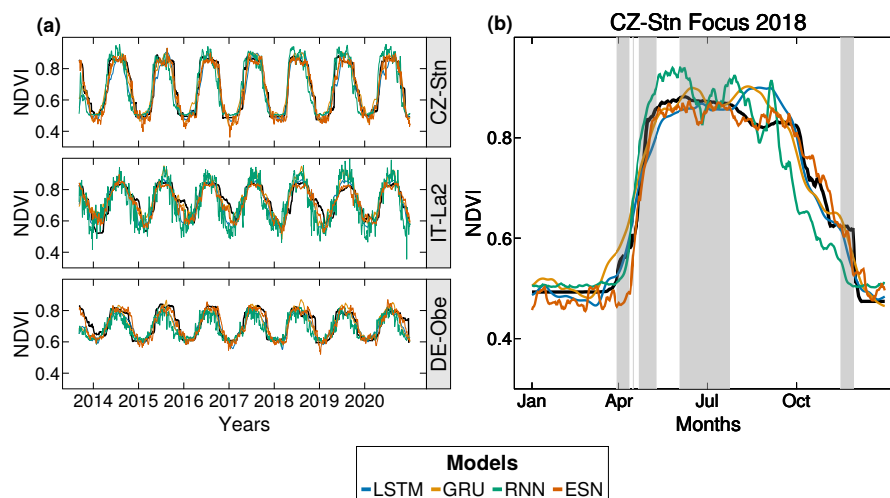 (a)
NDVI
0.8
0.6
0.4
CZ-Stn
NDVI
0.8
0.6
0.4
IT-La2
NDVI
0.8
0.6
0.4
DE-Obe
2014 2015 2016 2017 2018 2019 2020
Years
(b)
CZ-Stn Focus 2018
NDVI
0.8
0.6
0.4
Jan Apr Jul Oct
Months
Models
LSTM GRU RNN ESN